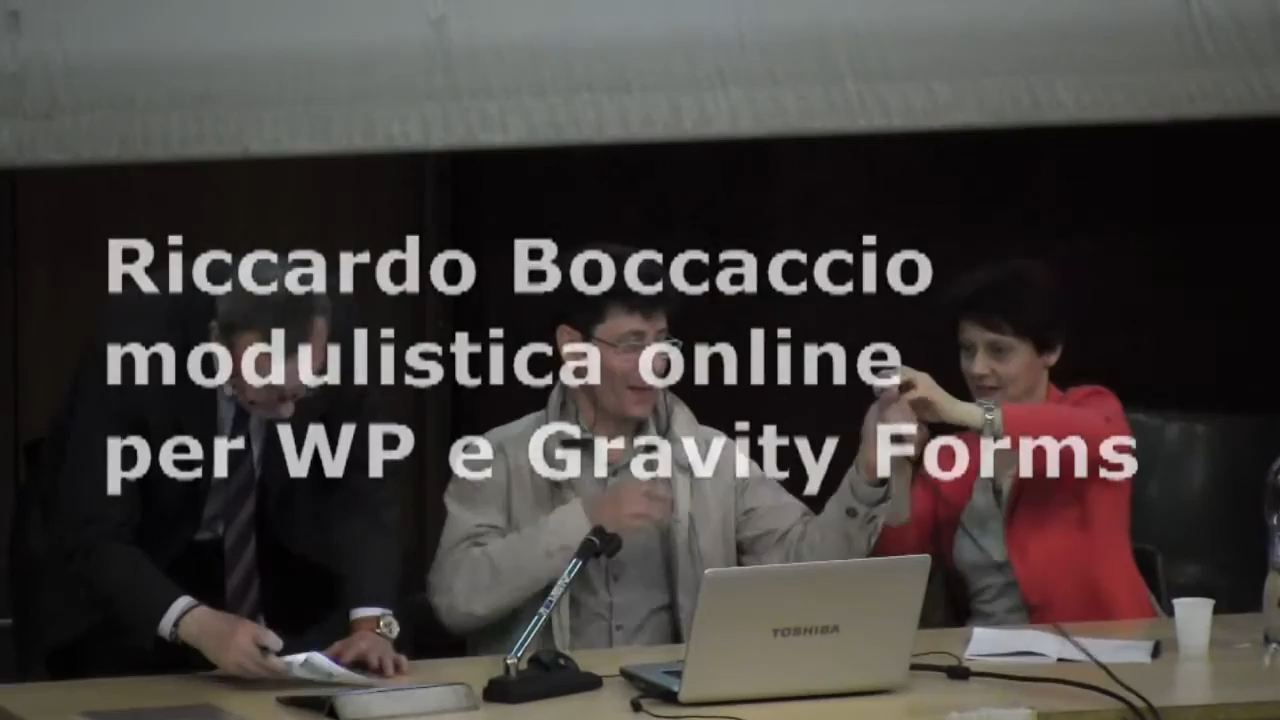 Riccardo Boccaccio
modulistica online
per WP e Gravity Forms
TOSHIBA